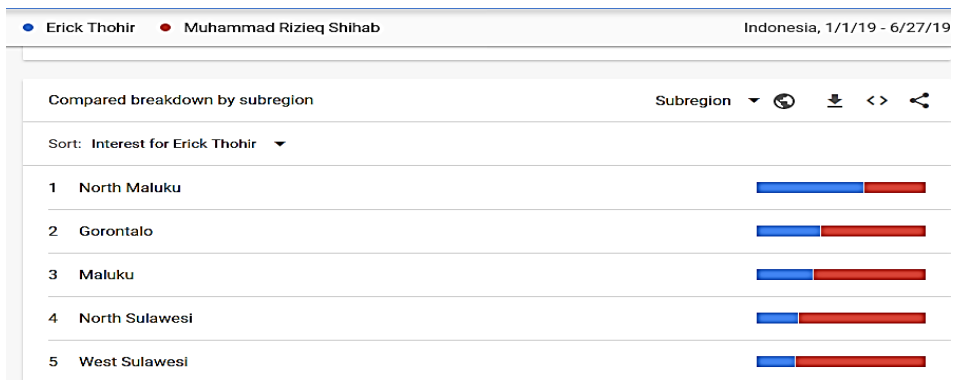 Erick Thohir Muhammad Rizieq Shihab Indonesia, 1/1/19 - 6/27/19
Compared breakdown by subregion Subregion
Sort: Interest for Erick Thohir
1 North Maluku
2 Gorontalo
3 Maluku
4 North Sulawesi
5 West Sulawesi